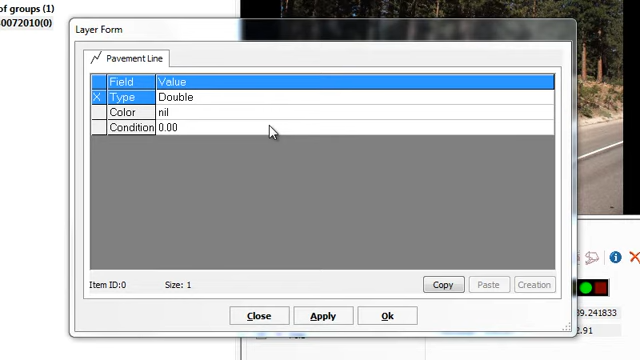 of groups (1)
30072010(0)
Layer Form
Pavement Line
Field Value
X Type Double
Color nil
Condition 0.00
Item ID:0 Size: 1 Copy Paste Creation
Close Apply Ok
39.241833
2.91